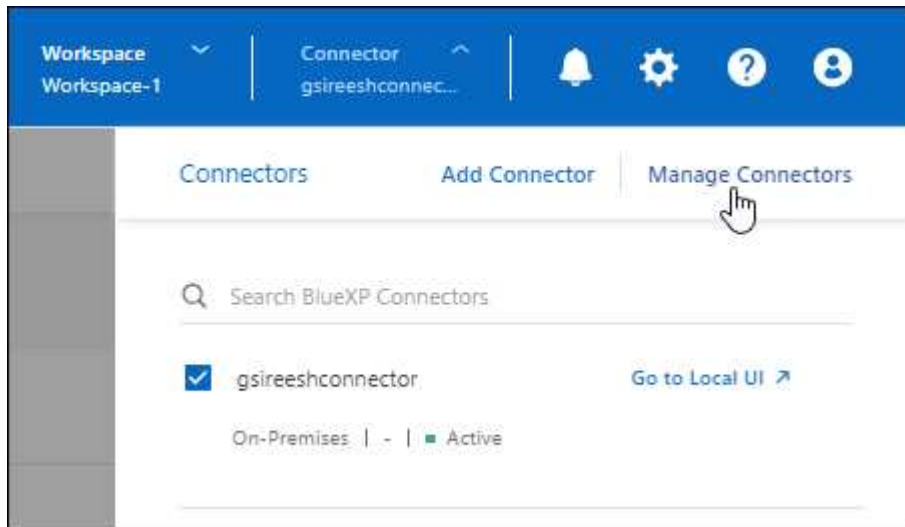 Workspace
Workspace-1
Connector
gsireeshconnec...
Connectors
Add Connector
Manage Connectors
Search BlueXP Connectors
gsireeshconnector
Go to Local UI ↗
On-Premises | - | Active